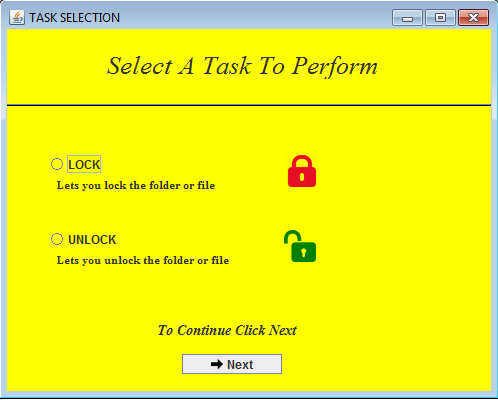 TASK SELECTION
Select A Task To Perform
LOCK
Lets you lock the folder or file
UNLOCK
Lets you unlock the folder or file
To Continue Click Next
Next